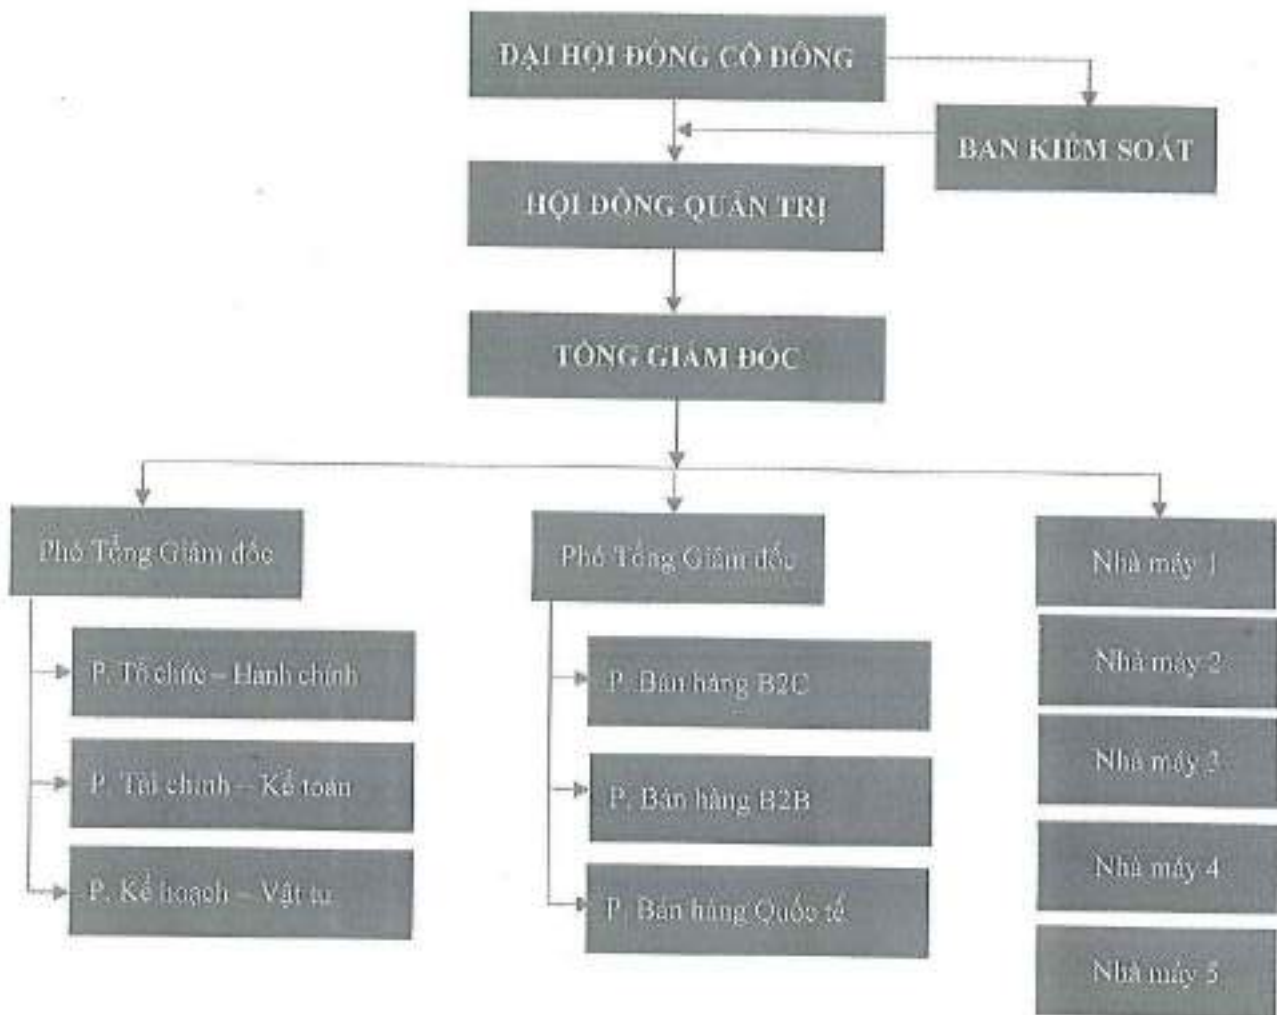 ĐẠI HỘI ĐỒNG CỔ ĐÔNG
BAN KIỂM SOÁT
HỘI ĐỒNG QUẢN TRỊ
TỔNG GIÁM ĐỐC
Phó Tổng Giám đốc
P. Tổ chức – Hành chính
P. Tài chính – Kế toán
P. Kế hoạch – Vật tư
Phó Tổng Giám đốc
P. Bán hàng B2C
P. Bán hàng B2B
P. Bán hàng Quốc tế
Nhà máy 1
Nhà máy 2
Nhà máy 3
Nhà máy 4
Nhà máy 5